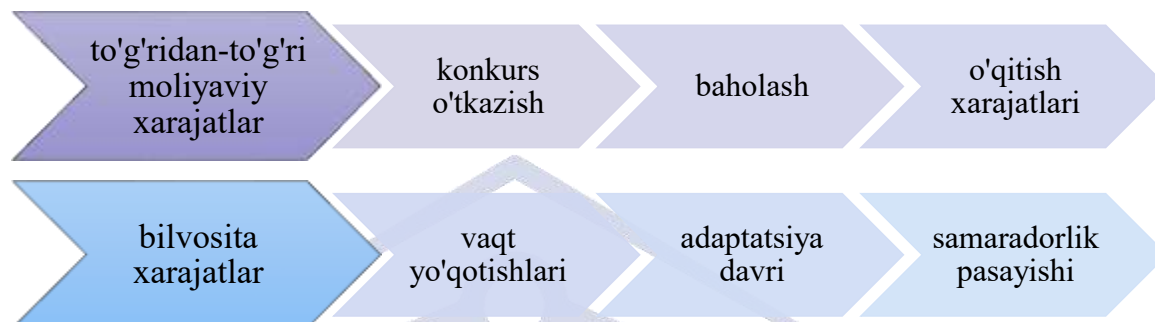 to'g'ridan-to'g'ri
moliyaviy
xarajatlar
konkurs
o'tkazish
baholash
o'qitish
xarajatlari
bilvosita
xarajatlar
vaqt
yo'qotishlari
adaptatsiya
davri
samaradorlik
pasayishi